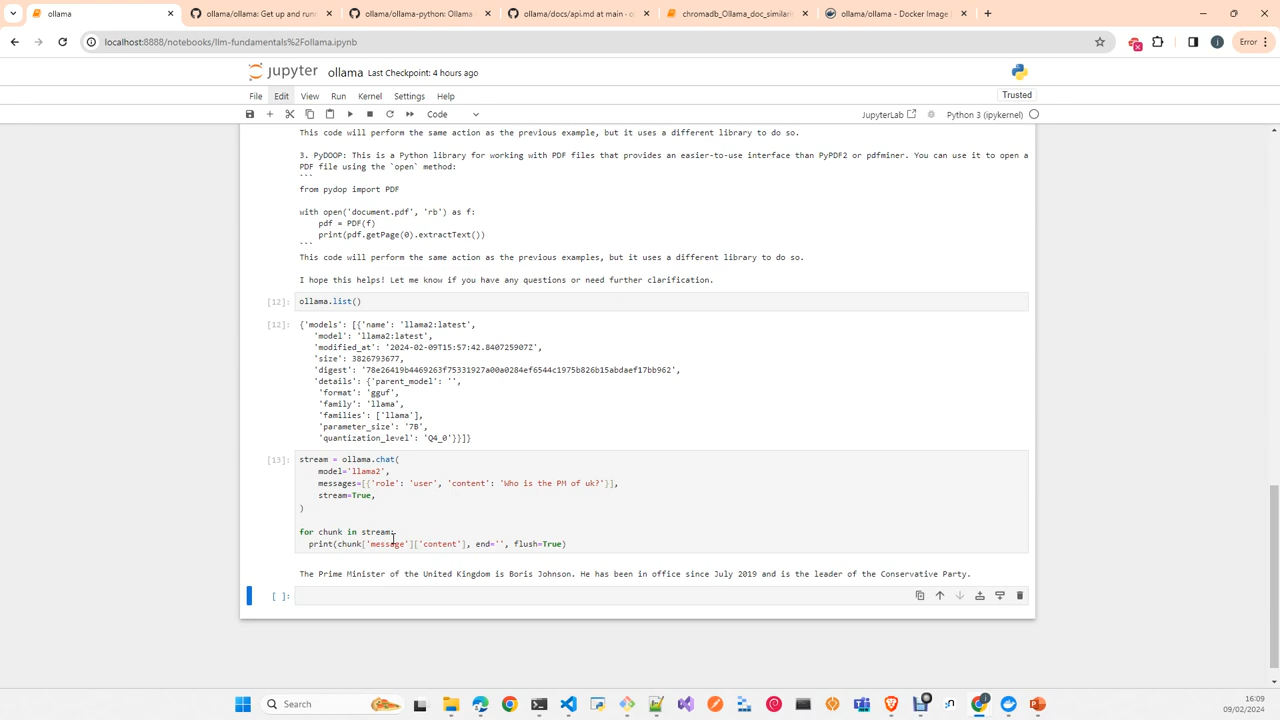 ollama
ollama/ollama: Get up and runn
ollama/ollama-python: Ollama
ollama/docs/api.md at main · o
chromadb_Ollama_doc_similarit
ollama/ollama - Docker Image
localhost:8888/notebooks/llm-fundamentals%2Follama.ipynb
Error
jupyter ollama Last Checkpoint: 4 hours ago
File Edit View Run Kernel Settings Help
Trusted
Code
JupyterLab
Python 3 (ipykernel)
This code will perform the same action as the previous example, but it uses a different library to do so.
3. PyDOOP: This is a Python library for working with PDF files that provides an easier-to-use interface than PyPDF2 or pdfminer. You can use it to open a
PDF file using the `open` method:
```
from pydop import PDF
with open('document.pdf', 'rb') as f:
pdf = PDF(f)
print(pdf.getPage(0).extractText())
```
This code will perform the same action as the previous examples, but it uses a different library to do so.
I hope this helps! Let me know if you have any questions or need further clarification.
[12]: ollama.list()
[12]: {'models': [{'name': 'llama2:latest',
'model': 'llama2:latest',
'modified_at': '2024-02-09T15:57:42.840725907Z',
'size': 3826793677,
'digest': '78e26419b4469263f75331927a00a0284ef6544c1975b826b15abdaef17bb962',
'details': {'parent_model': '',
'format': 'gguf',
'family': 'llama',
'families': ['llama'],
'parameter_size': '7B',
'quantization_level': 'Q4_0'}}]}
[13]: stream = ollama.chat(
model='llama2',
messages=[{'role': 'user', 'content': 'Who is the PM of uk?'}],
stream=True,
)
for chunk in stream:
print(chunk['message']['content'], end='', flush=True)
The Prime Minister of the United Kingdom is Boris Johnson. He has been in office since July 2019 and is the leader of the Conservative Party.
[ ]:
Search
16:09
09/02/2024